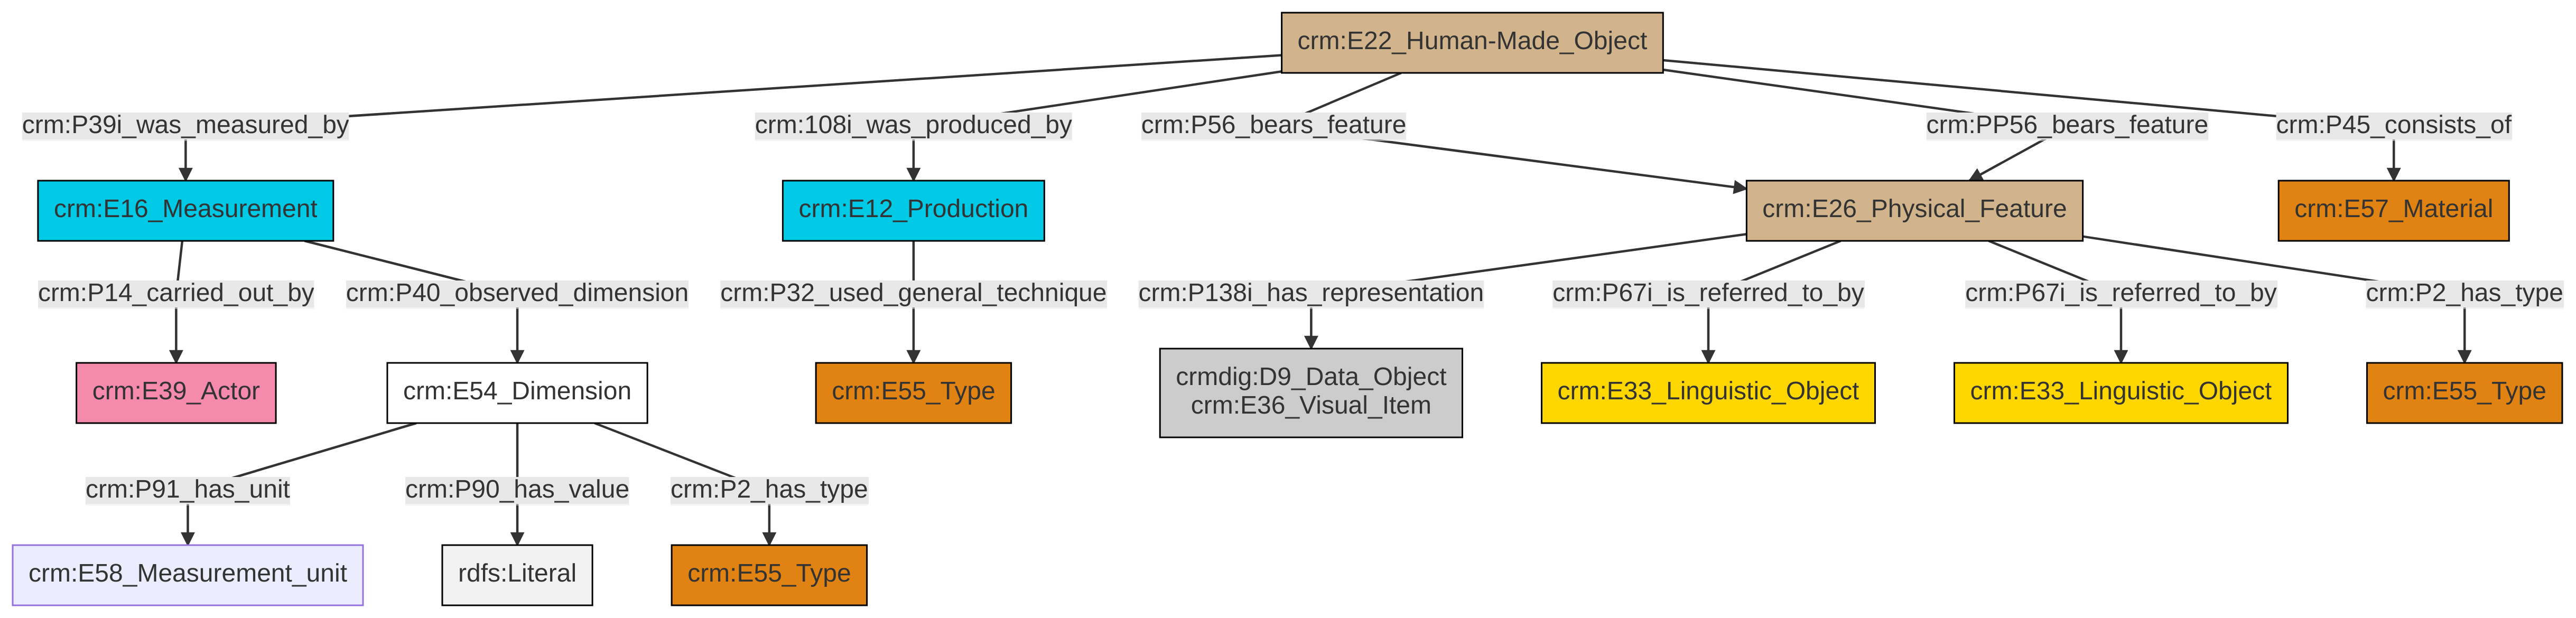 crm:E22_Human-Made_Object
crm:P39i_was_measured_by
crm:108i_was_produced_by
crm:P56_bears_feature
crm:PP56_bears_feature
crm:P45_consists_of
crm:E16_Measurement
crm:E12_Production
crm:E26_Physical_Feature
crm:E57_Material
crm:P14_carried_out_by
crm:P40_observed_dimension
crm:P32_used_general_technique
crm:P138i_has_representation
crm:P67i_is_referred_to_by
crm:P67i_is_referred_to_by
crm:P2_has_type
crm:E39_Actor
crm:E54_Dimension
crm:E55_Type
crmdig:D9_Data_Object
crm:E36_Visual_Item
crm:E33_Linguistic_Object
crm:E33_Linguistic_Object
crm:E55_Type
crm:P91_has_unit
crm:P90_has_value
crm:P2_has_type
crm:E58_Measurement_unit
rdfs:Literal
crm:E55_Type